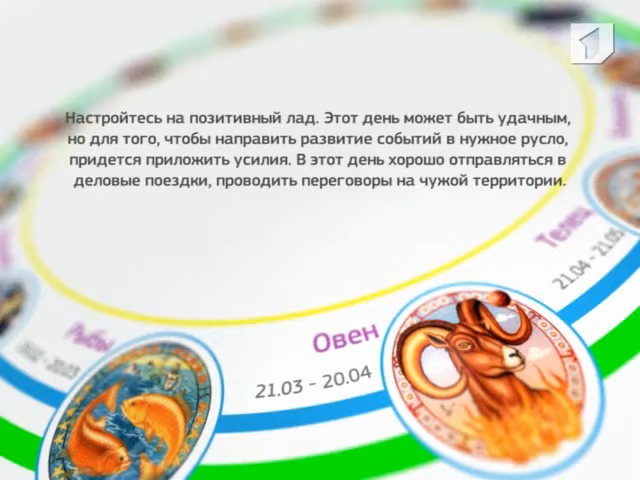 Настройтесь на позитивный лад. Этот день может быть удачным,
но для того, чтобы направить развитие событий в нужное русло,
придется приложить усилия. В этот день хорошо отправляться в
деловые поездки, проводить переговоры на чужой территории.
Телец
21.04 - 21.05
Овен
21.03 - 20.04
Рыбы